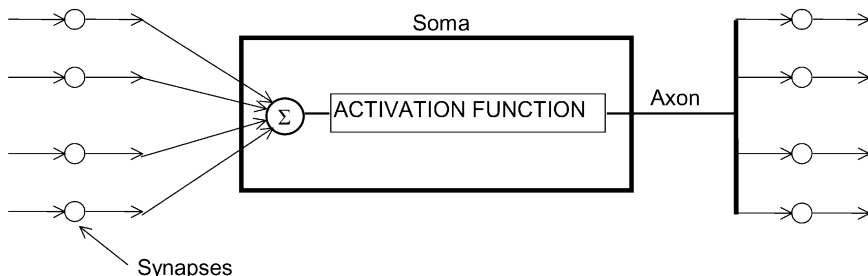 Soma
Σ
ACTIVATION FUNCTION
Axon
Synapses